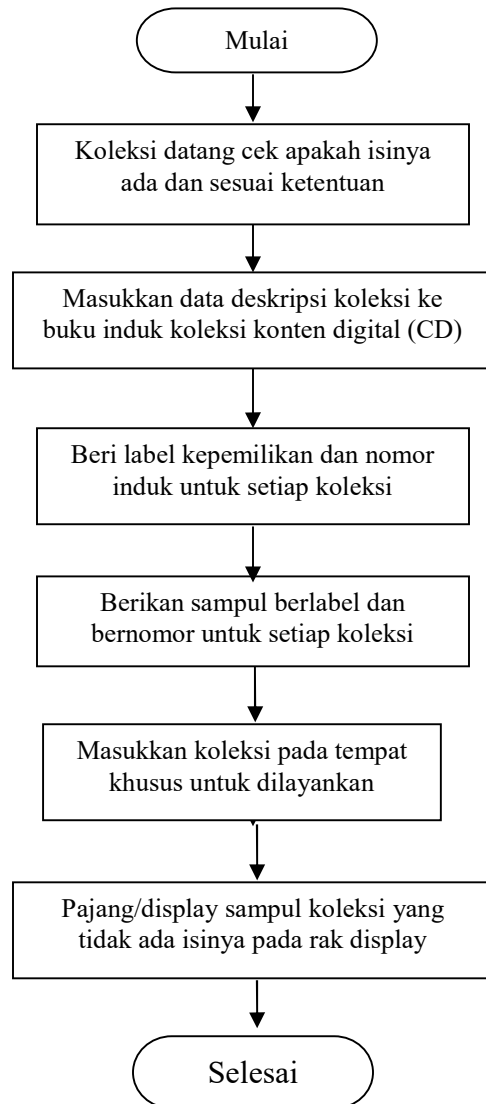 Mulai
Koleksi datang cek apakah isinya
ada dan sesuai ketentuan
Masukkan data deskripsi koleksi ke
buku induk koleksi konten digital (CD)
Beri label kepemilikan dan nomor
induk untuk setiap koleksi
Berikan sampul berlabel dan
bernomor untuk setiap koleksi
Masukkan koleksi pada tempat
khusus untuk dilayankan
Pajang/display sampul koleksi yang
tidak ada isinya pada rak display
Selesai